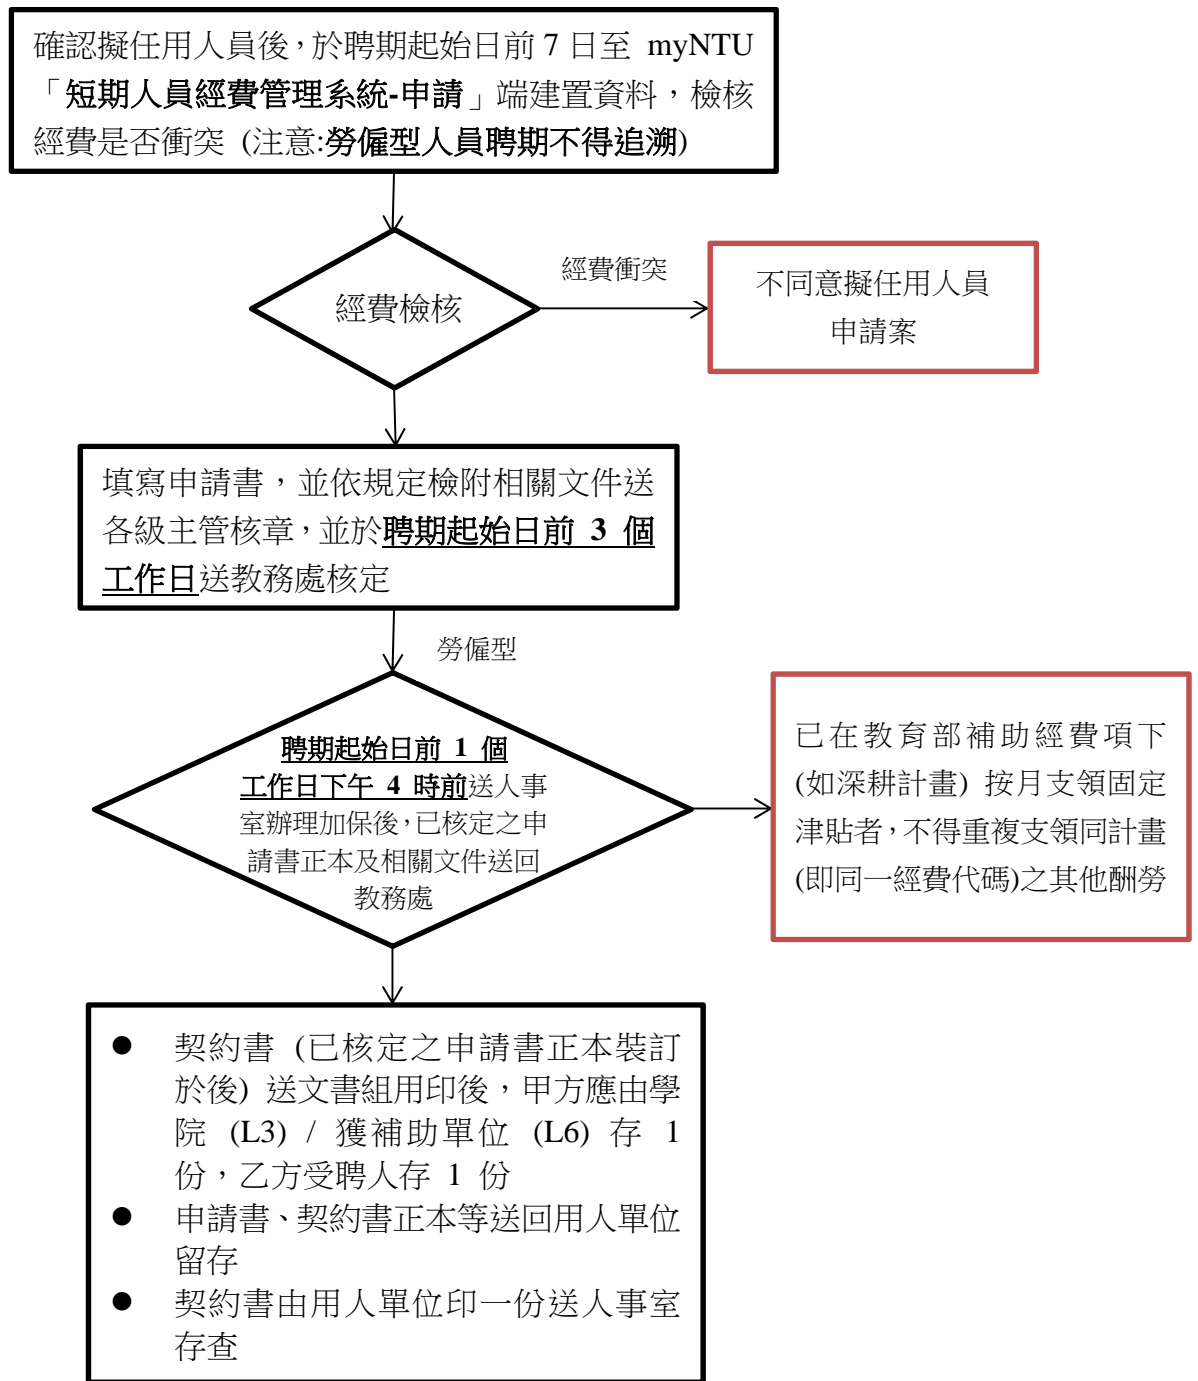 確認擬任用人員後，於聘期起始日前 7 日至 myNTU
「短期人員經費管理系統-申請」端建置資料，檢核
經費是否衝突 (注意:勞僱型人員聘期不得追溯)
經費檢核
經費衝突
不同意擬任用人員
申請案
填寫申請書，並依規定檢附相關文件送
各級主管核章，並於聘期起始日前 3 個
工作日送教務處核定
勞僱型
聘期起始日前 1 個
工作日下午 4 時前送人事
室辦理加保後，已核定之申
請書正本及相關文件送回
教務處
已在教育部補助經費項下
(如深耕計畫) 按月支領固定
津貼者，不得重複支領同計畫
(即同一經費代碼)之其他酬勞
● 契約書 (已核定之申請書正本裝訂
於後) 送文書組用印後，甲方應由學
院 (L3) / 獲補助單位 (L6) 存 1
份，乙方受聘人存 1 份
● 申請書、契約書正本等送回用人單位
留存
● 契約書由用人單位印一份送人事室
存查